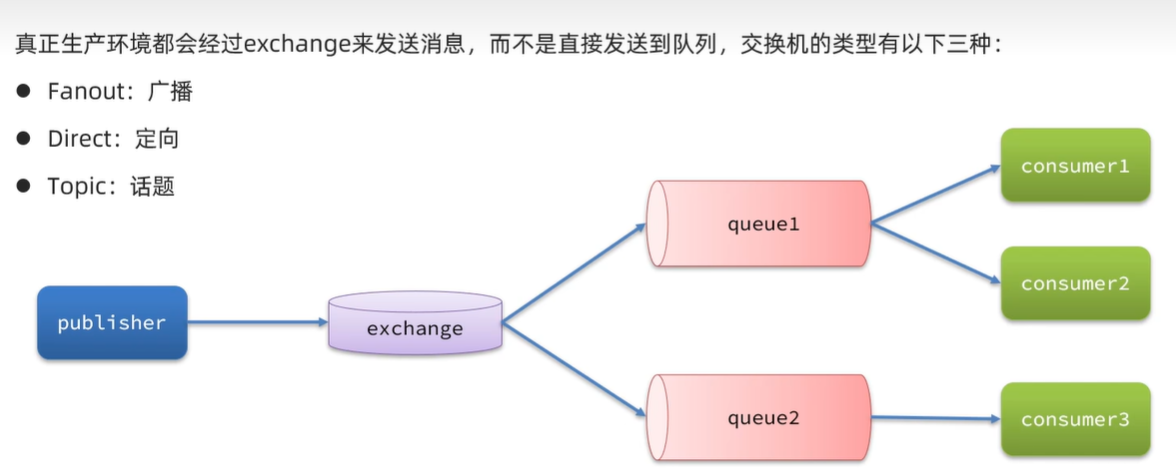 真正生产环境都会经过exchange来发送消息，而不是直接发送到队列，交换机的类型有以下三种：
● Fanout：广播
● Direct：定向
● Topic：话题
consumer1
queue1
consumer2
publisher
exchange
queue2
consumer3